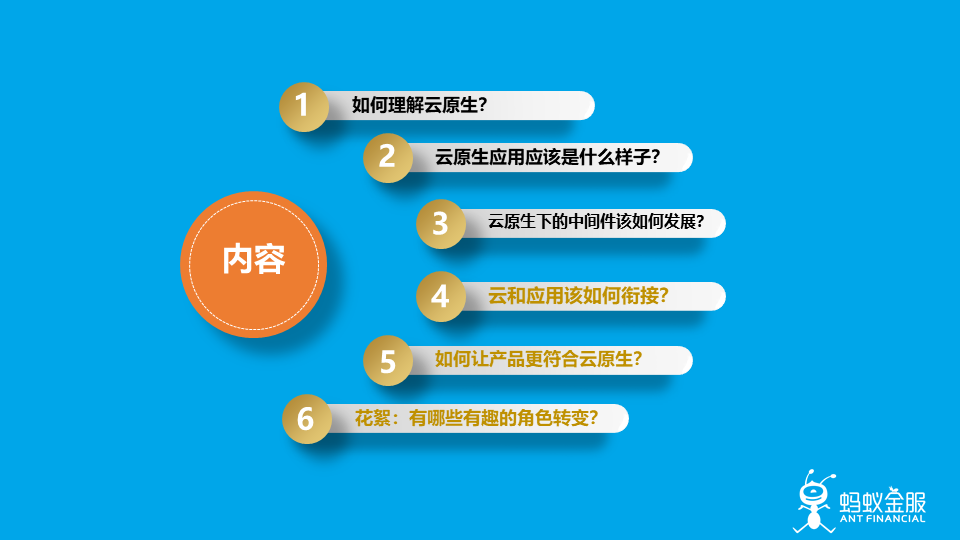 内容
1
如何理解云原生？
2
云原生应用应该是什么样子？
3
云原生下的中间件该如何发展？
4
云和应用该如何衔接？
5
如何让产品更符合云原生？
6
花絮：有哪些有趣的角色转变？
蚂蚁金服
ANT FINANCIAL